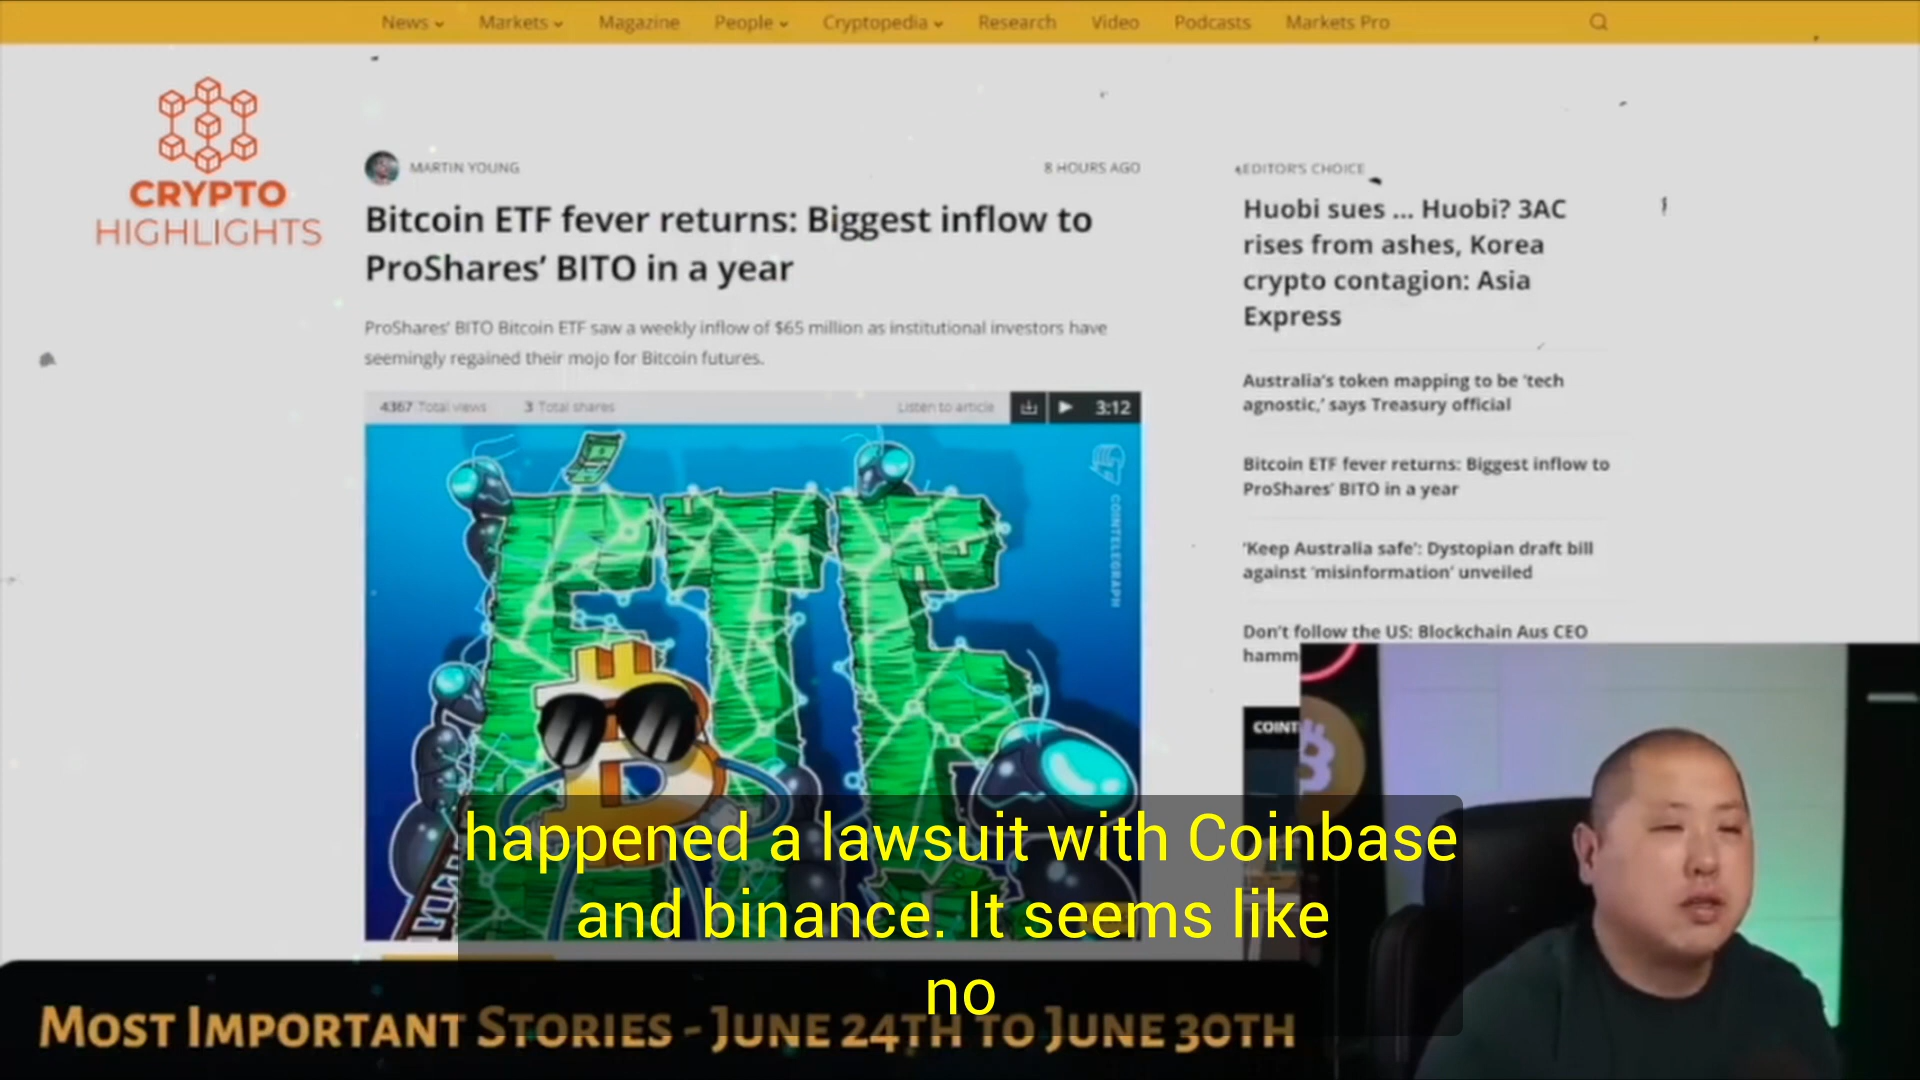 News
Markets
Magazine
People
Cryptopedia
Research
Video
Podcasts
Markets Pro
CRYPTO
HIGHLIGHTS
MARTIN YOUNG
8 HOURS AGO
Bitcoin ETF fever returns: Biggest inflow to
ProShares’ BITO in a year
ProShares’ BITO Bitcoin ETF saw a weekly inflow of $65 million as institutional investors have
seemingly regained their mojo for Bitcoin futures.
4367 Total views
3 Total shares
Listen to article
3:12
ETF
COINTELEGRAPH
EDITOR'S CHOICE
Huobi sues ... Huobi? 3AC
rises from ashes, Korea
crypto contagion: Asia
Express
Australia’s token mapping to be ‘tech
agnostic,’ says Treasury official
Bitcoin ETF fever returns: Biggest inflow to
ProShares’ BITO in a year
‘Keep Australia safe’: Dystopian draft bill
against ‘misinformation’ unveiled
Don’t follow the US: Blockchain Aus CEO
hamm
COINT
happened a lawsuit with Coinbase
and binance. It seems like
no
MOST IMPORTANT STORIES - JUNE 24TH TO JUNE 30TH